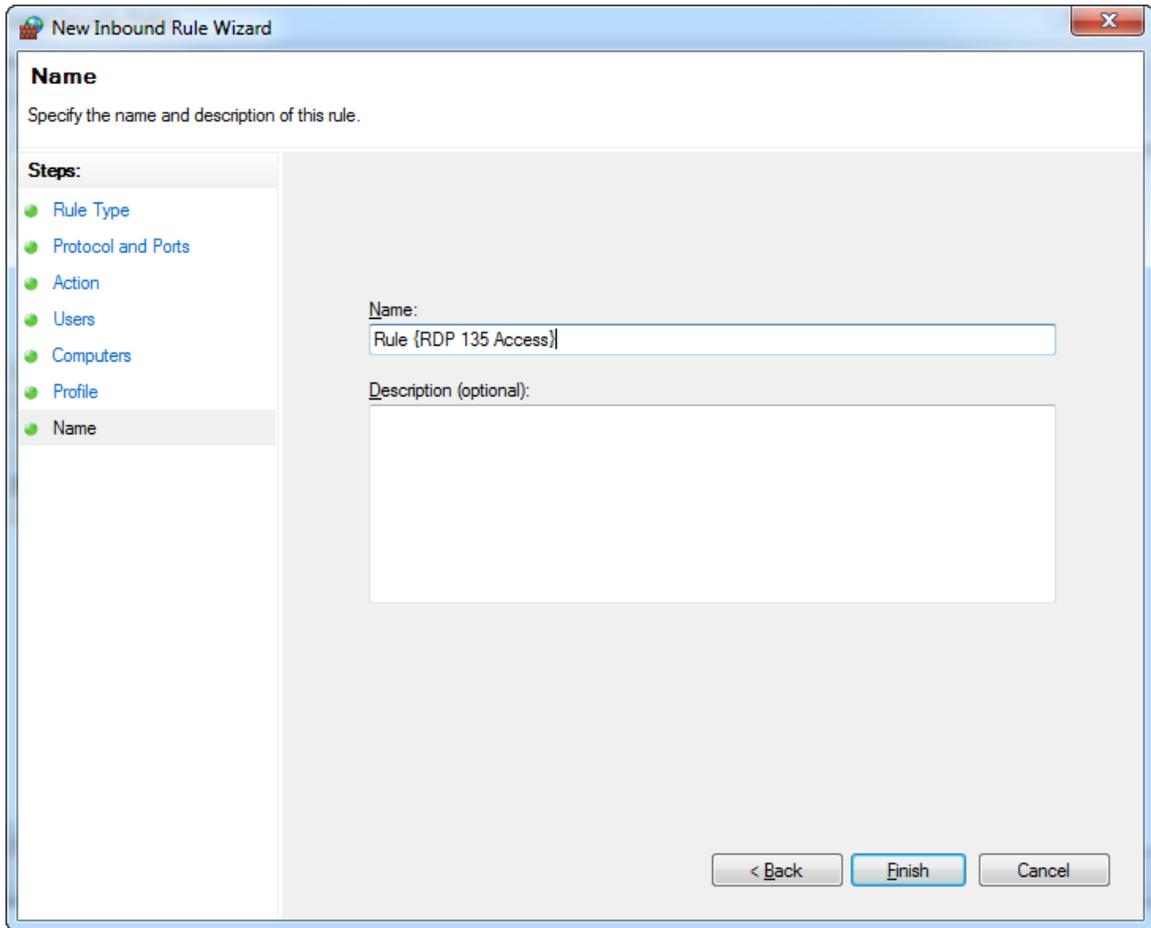 New Inbound Rule Wizard
Name
Specify the name and description of this rule.
Steps:
Rule Type
Protocol and Ports
Action
Users
Computers
Profile
Name
Name:
Rule {RDP 135 Access}
Description (optional):
< Back
Finish
Cancel